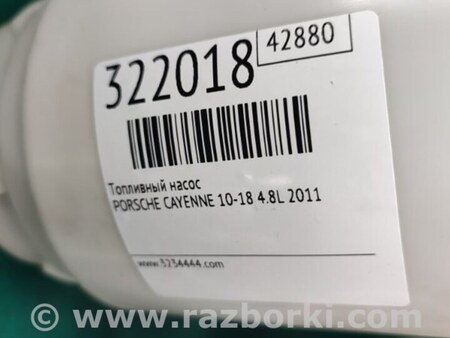 322018
42880
Топливный насос
PORSCHE CAYENNE 10-18 4.8L 2011
www.3234444.com
© www.razborki.com